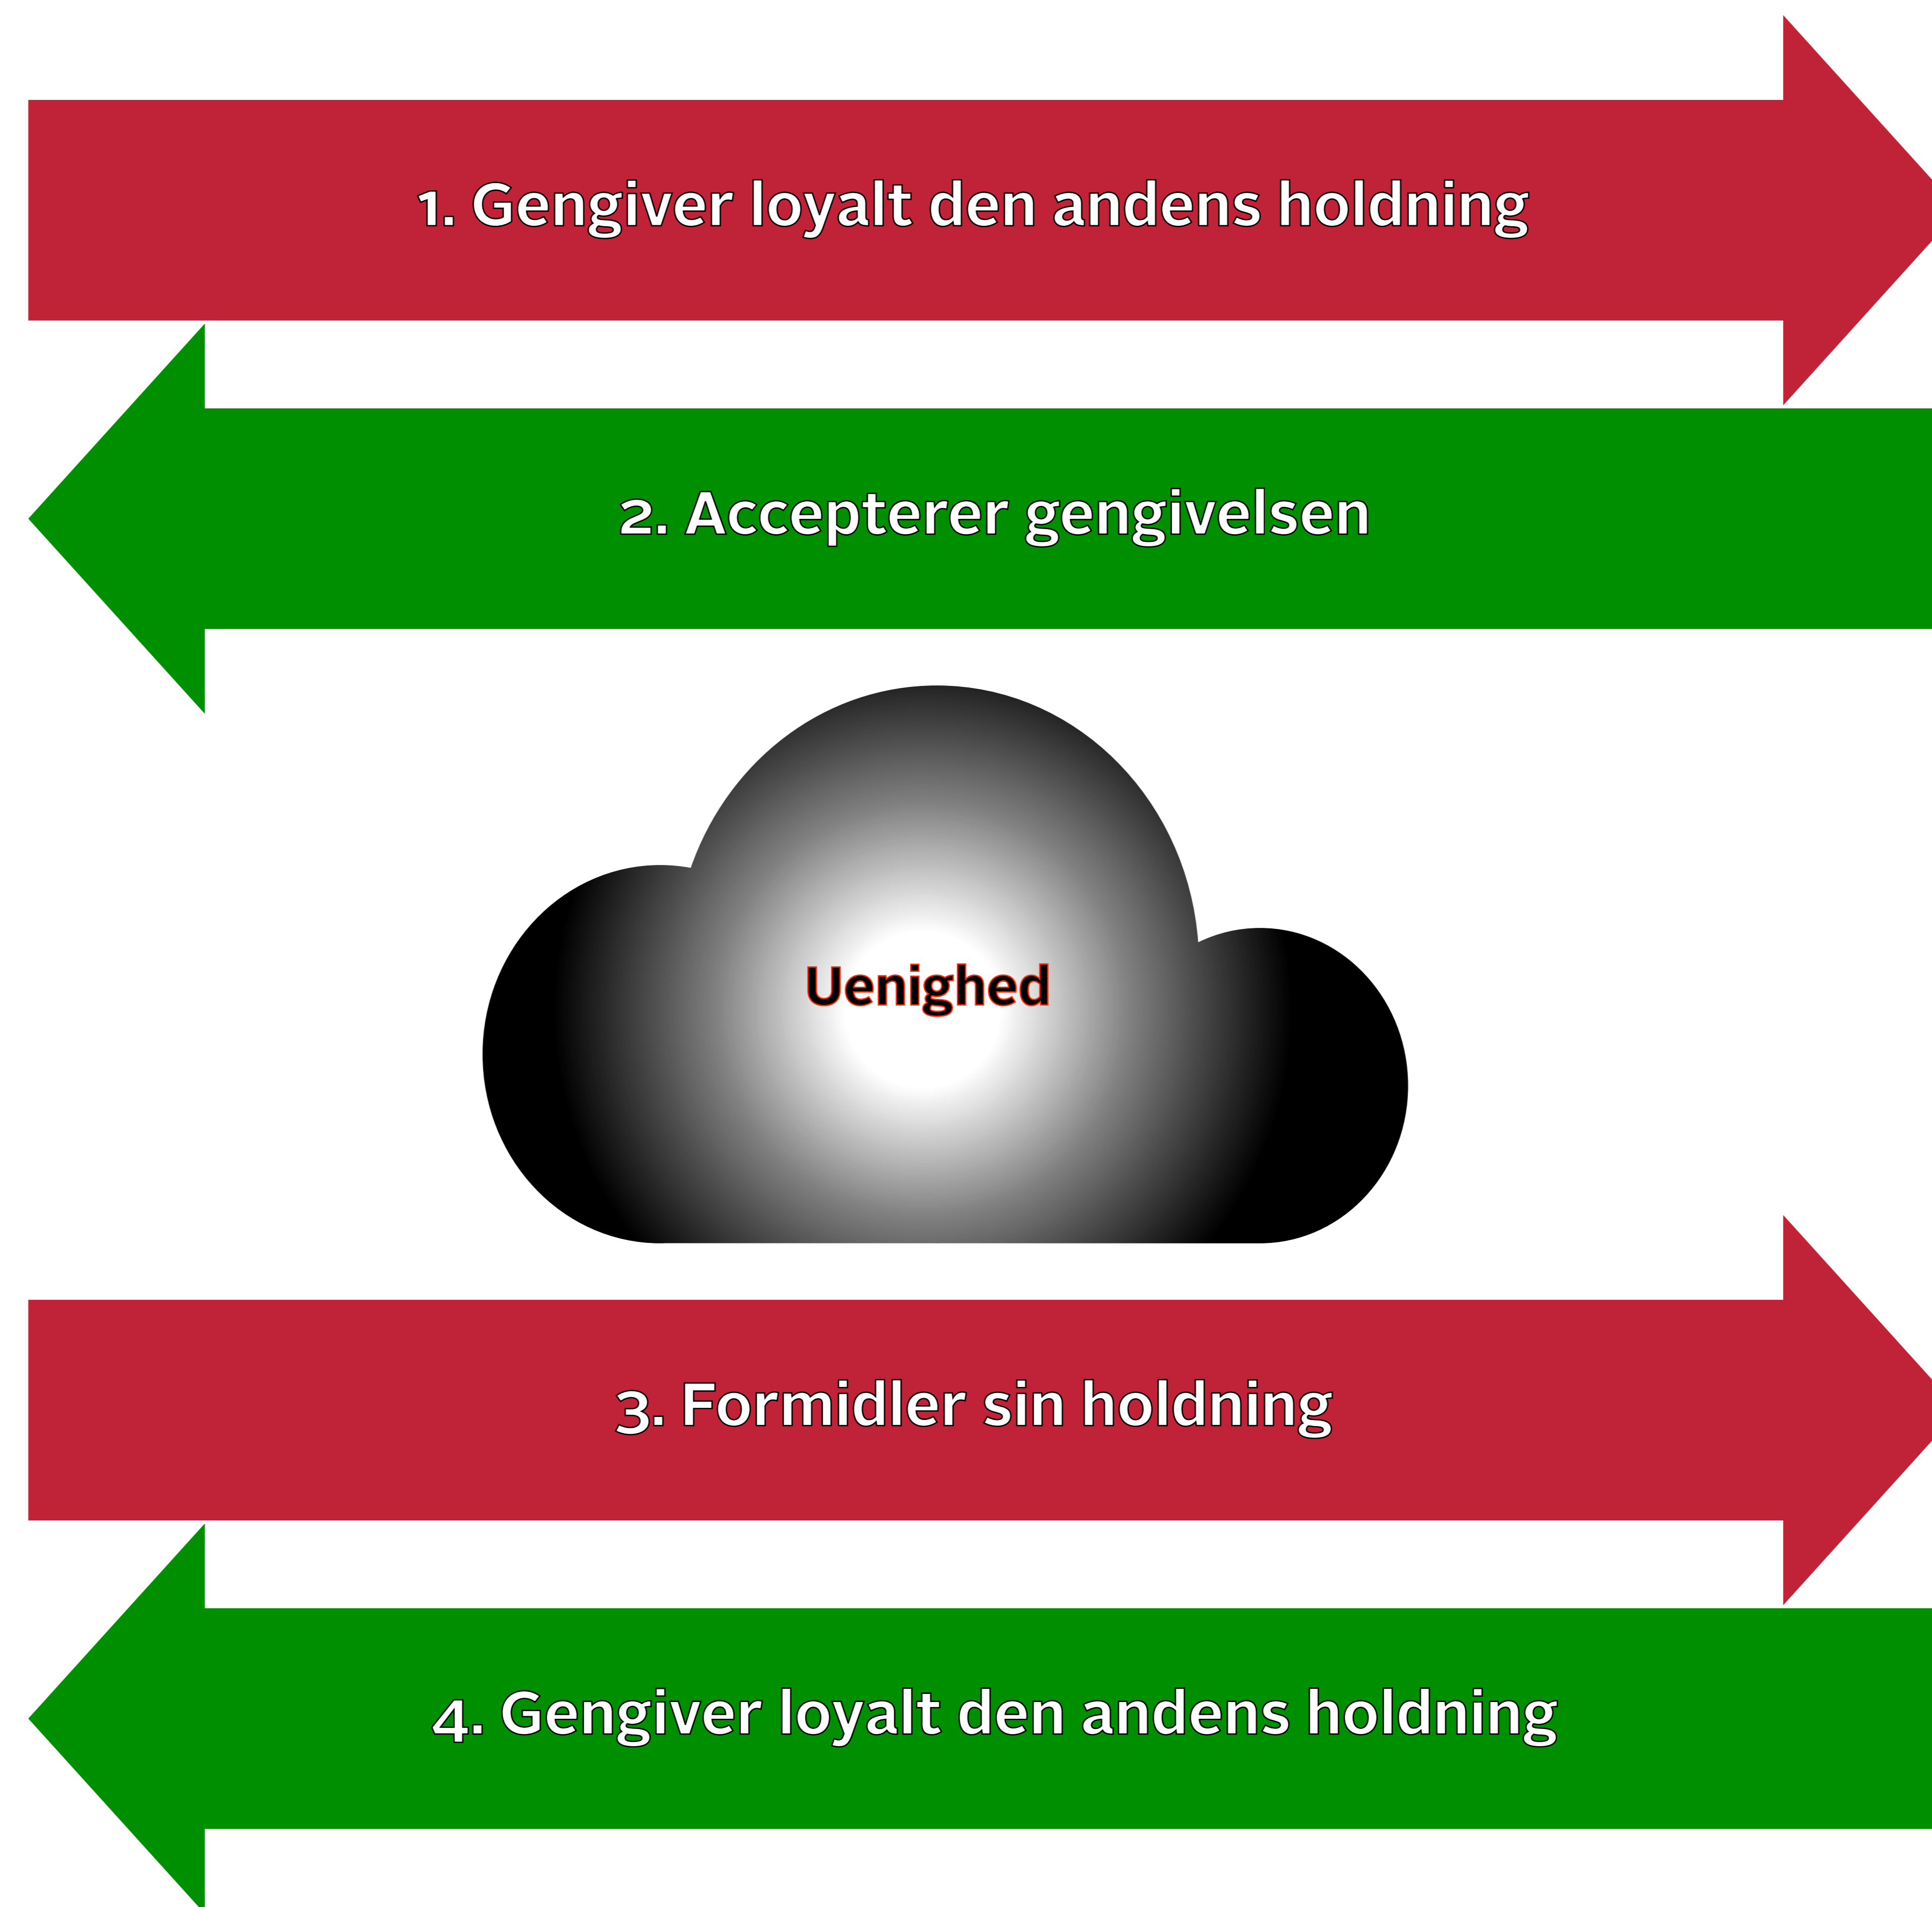 1. Gengiver loyalt den andens holdning
2. Accepterer gengivelsen
Uenighed
3. Formidler sin holdning
4. Gengiver loyalt den andens holdning